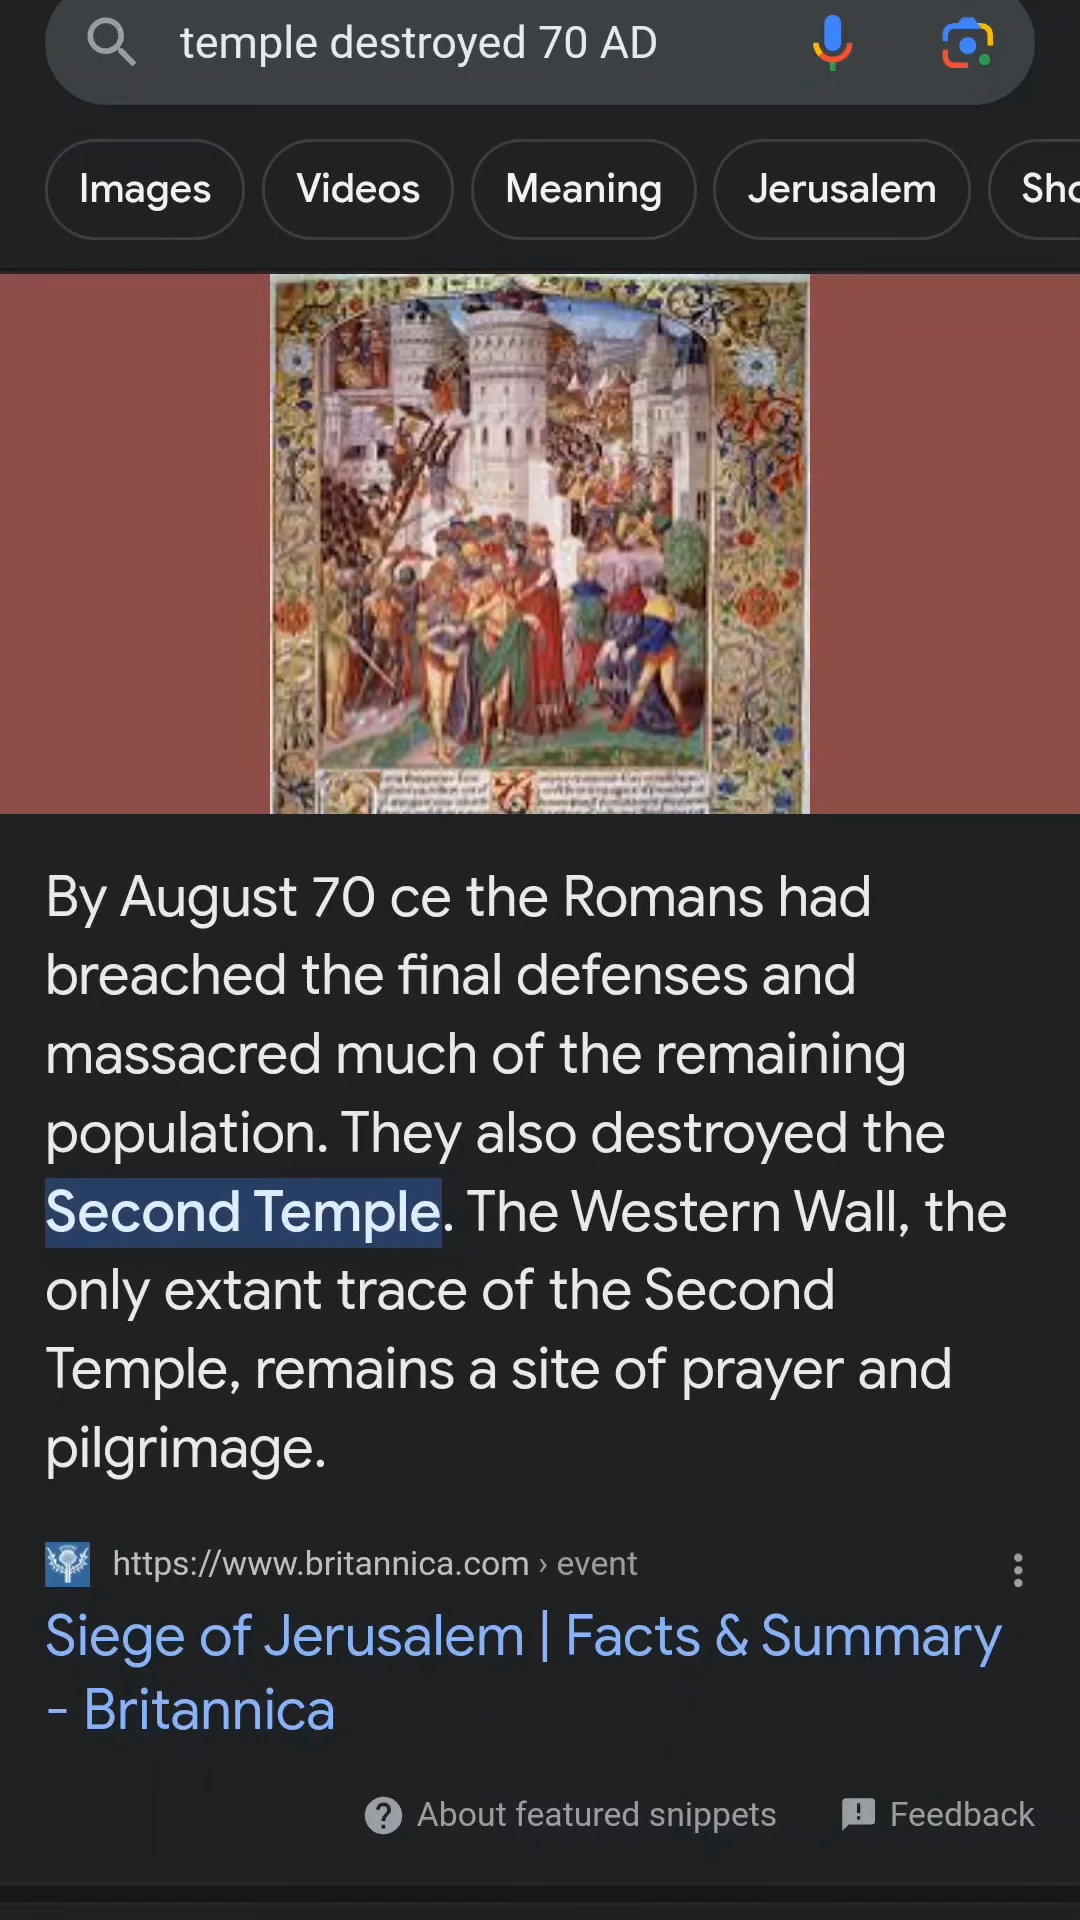 temple destroyed 70 AD
Images
Videos
Meaning
Jerusalem
Sho
By August 70 ce the Romans had
breached the final defenses and
massacred much of the remaining
population. They also destroyed the
Second Temple. The Western Wall, the
only extant trace of the Second
Temple, remains a site of prayer and
pilgrimage.
https://www.britannica.com › event
Siege of Jerusalem | Facts & Summary
- Britannica
About featured snippets
Feedback